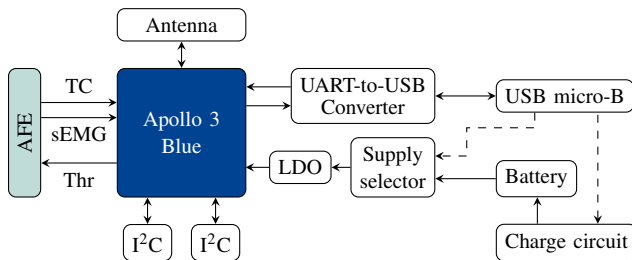 Antenna
AFE
TC
sEMG
Thr
Apollo 3
Blue
UART-to-USB
Converter
USB micro-B
LDO
Supply
selector
Battery
I²C
I²C
Charge circuit